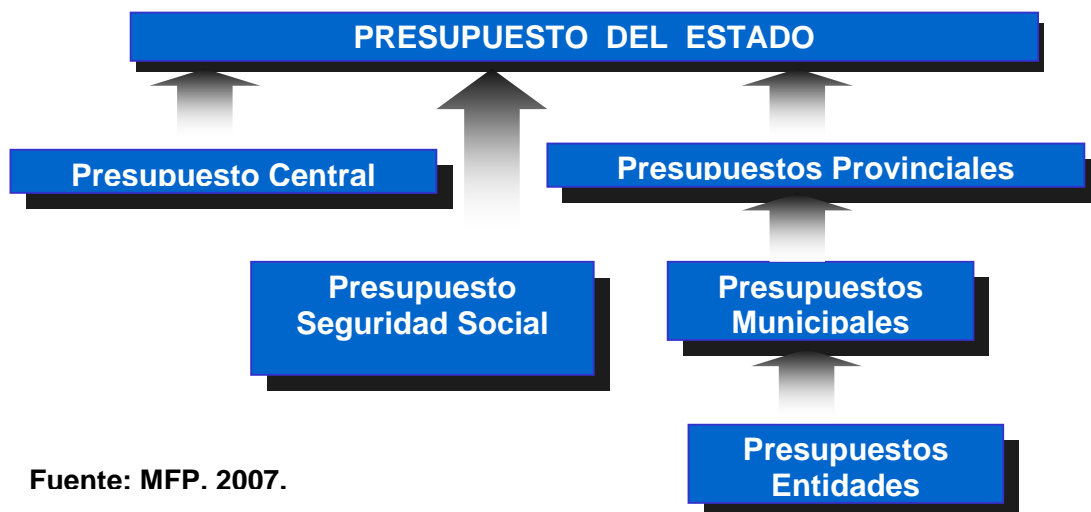 PRESUPUESTO DEL ESTADO
Presupuesto Central
Presupuestos Provinciales
Presupuesto
Seguridad Social
Presupuestos
Municipales
Presupuestos
Entidades
Fuente: MFP. 2007.